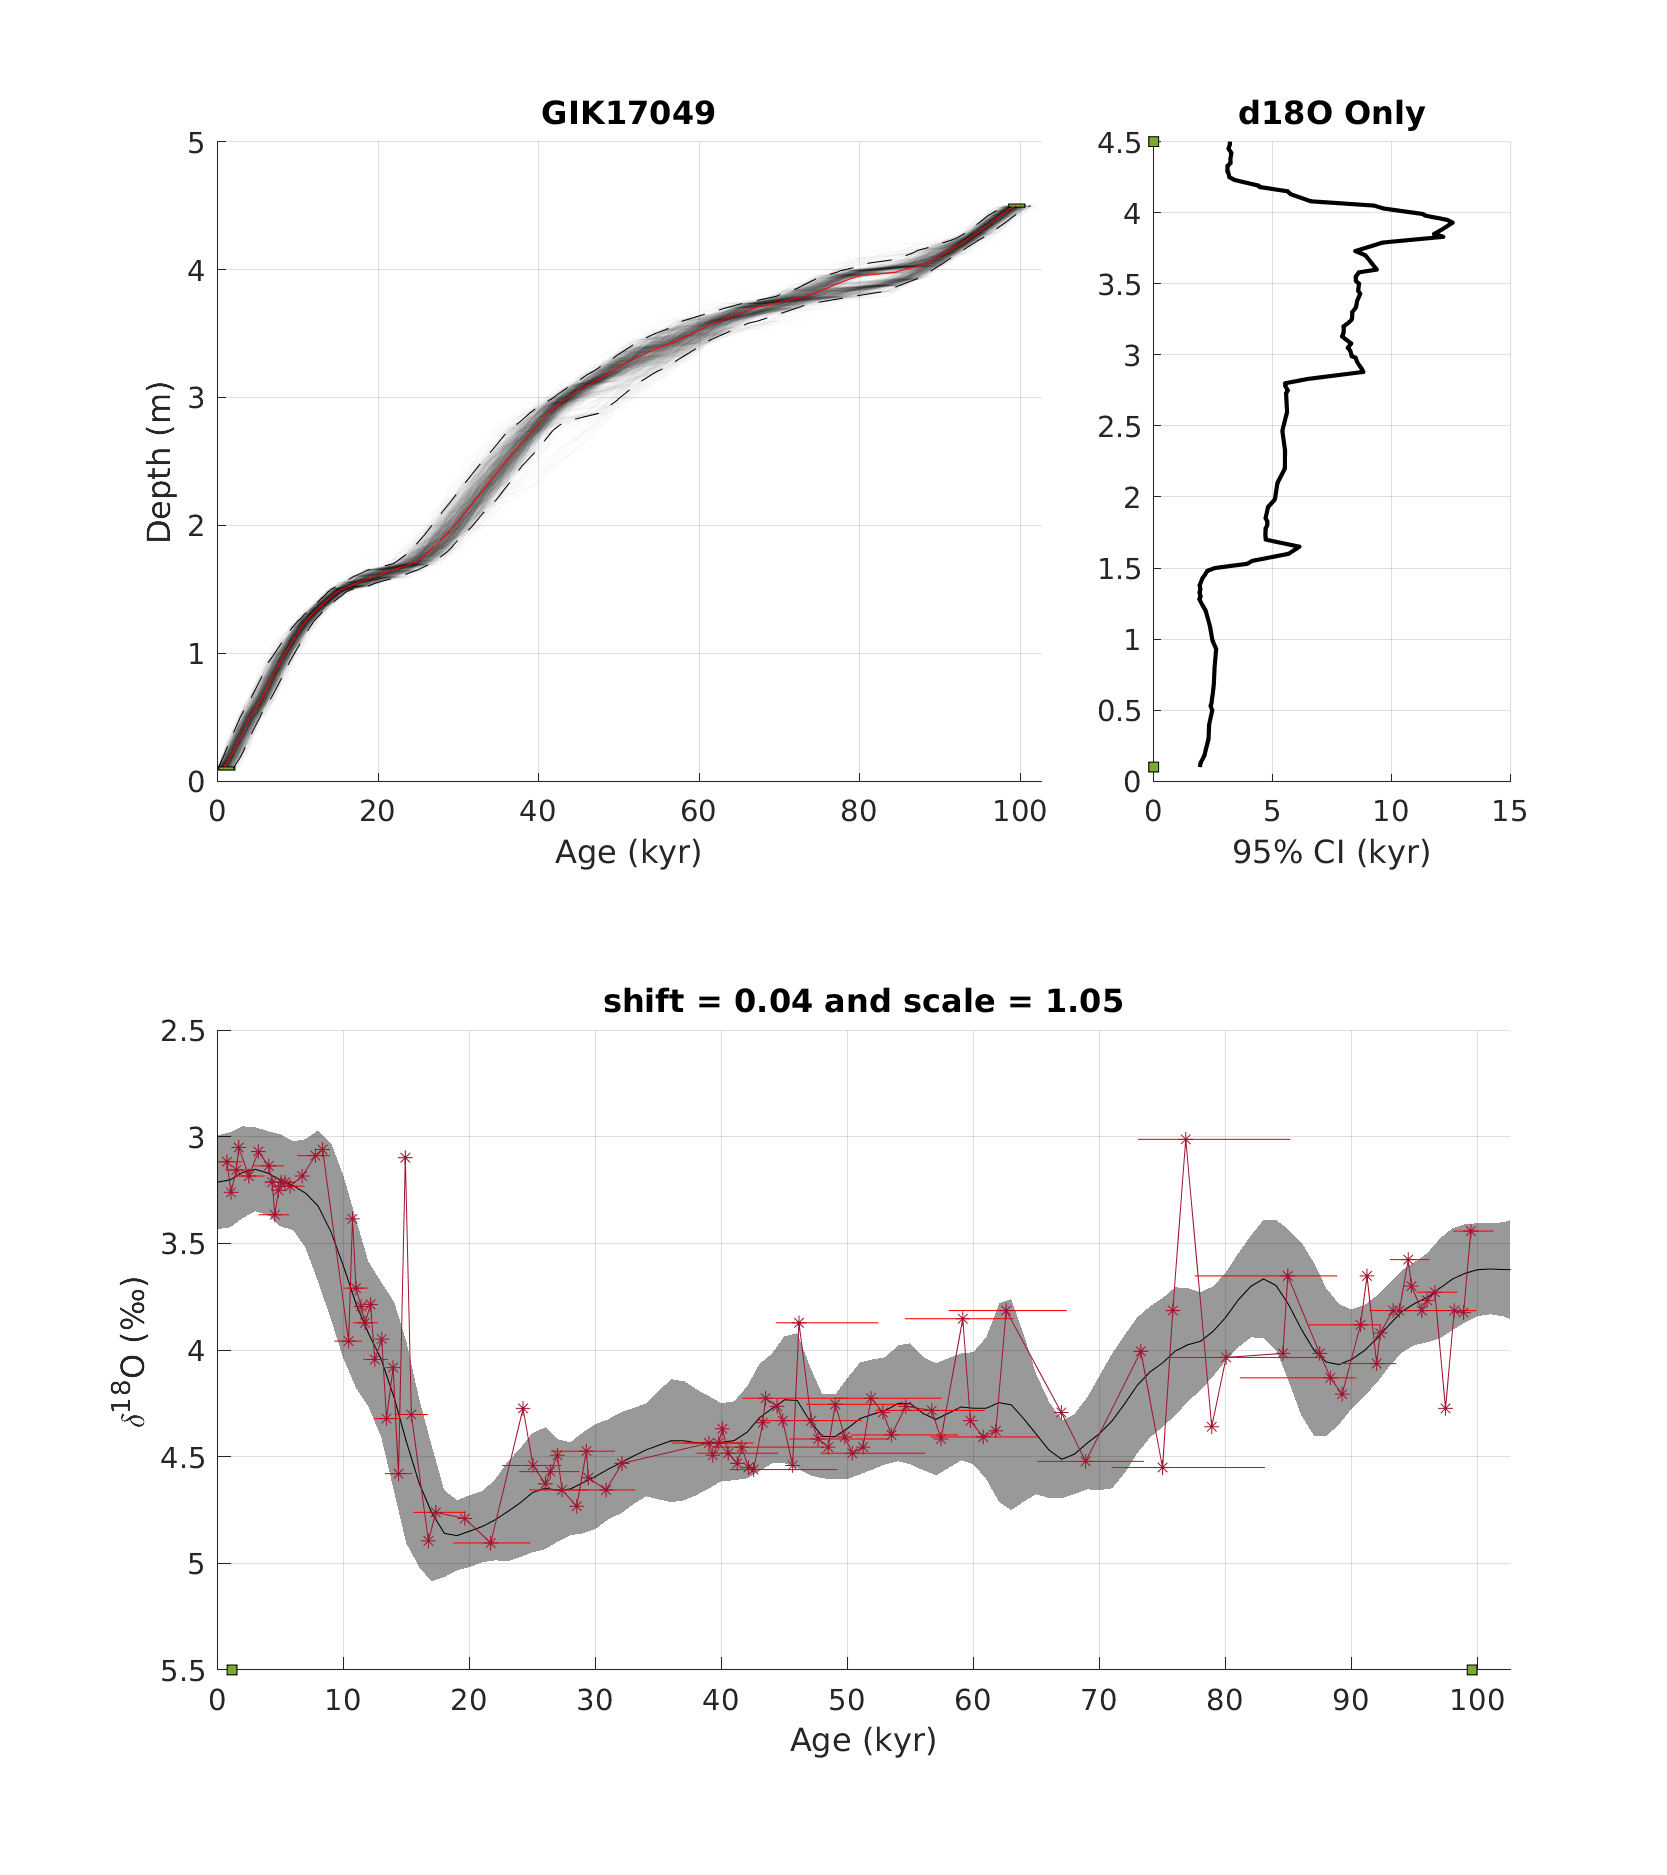 GIK17049
5
4
3
2
1
0
Depth (m)
0 20 40 60 80 100
Age (kyr)
d18O Only
4.5
4
3.5
3
2.5
2
1.5
1
0.5
0
0 5 10 15
95% CI (kyr)
shift = 0.04 and scale = 1.05
2.5
3
3.5
4
4.5
5
5.5
δ¹⁸O (‰)
0 10 20 30 40 50 60 70 80 90 100
Age (kyr)